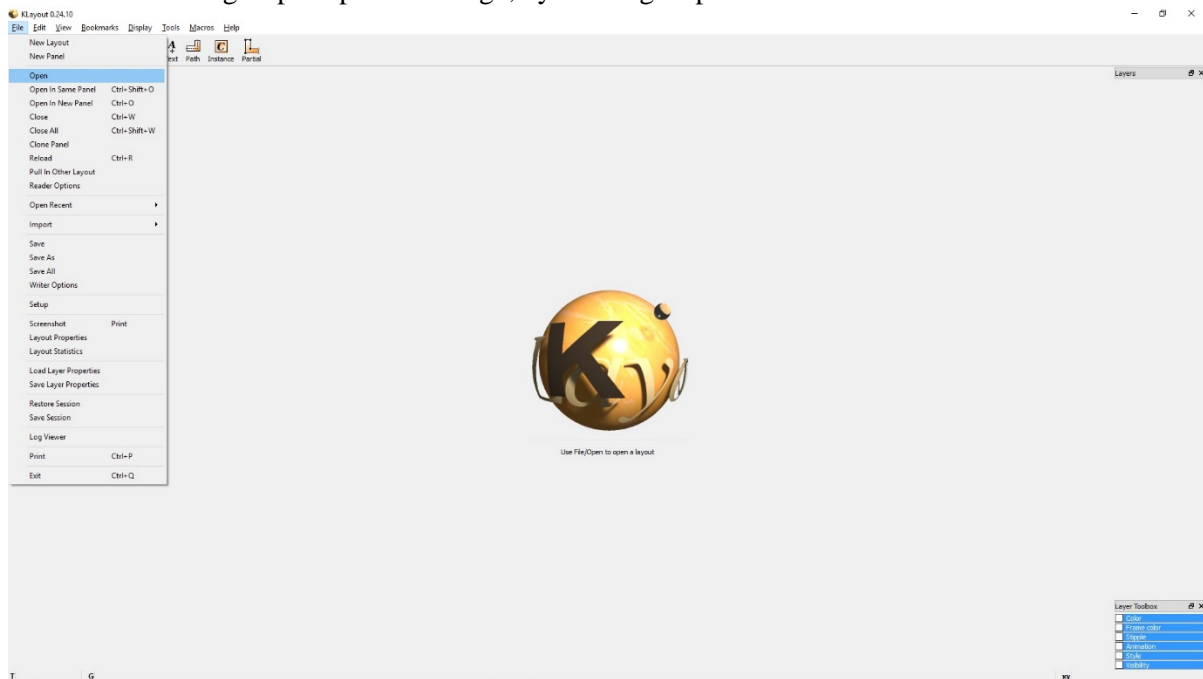 KLayout 0.24.10
File Edit View Bookmarks Display Tools Macros Help
New Layout
New Panel
Open
Open In Same Panel Ctrl+Shift+O
Open In New Panel Ctrl+O
Close Ctrl+W
Close All Ctrl+Shift+W
Clone Panel
Reload Ctrl+R
Pull In Other Layout
Reader Options
Open Recent
Import
Save
Save As
Save All
Writer Options
Setup
Screenshot Print
Layout Properties
Layout Statistics
Load Layer Properties
Save Layer Properties
Restore Session
Save Session
Log Viewer
Print Ctrl+P
Exit Ctrl+Q
Path Instance Partial
KLayout
Use File/Open to open a layout
Layers
Layer Toolbox
Color
Frame color
Stipple
Animation
Style
Visibility
T G xy